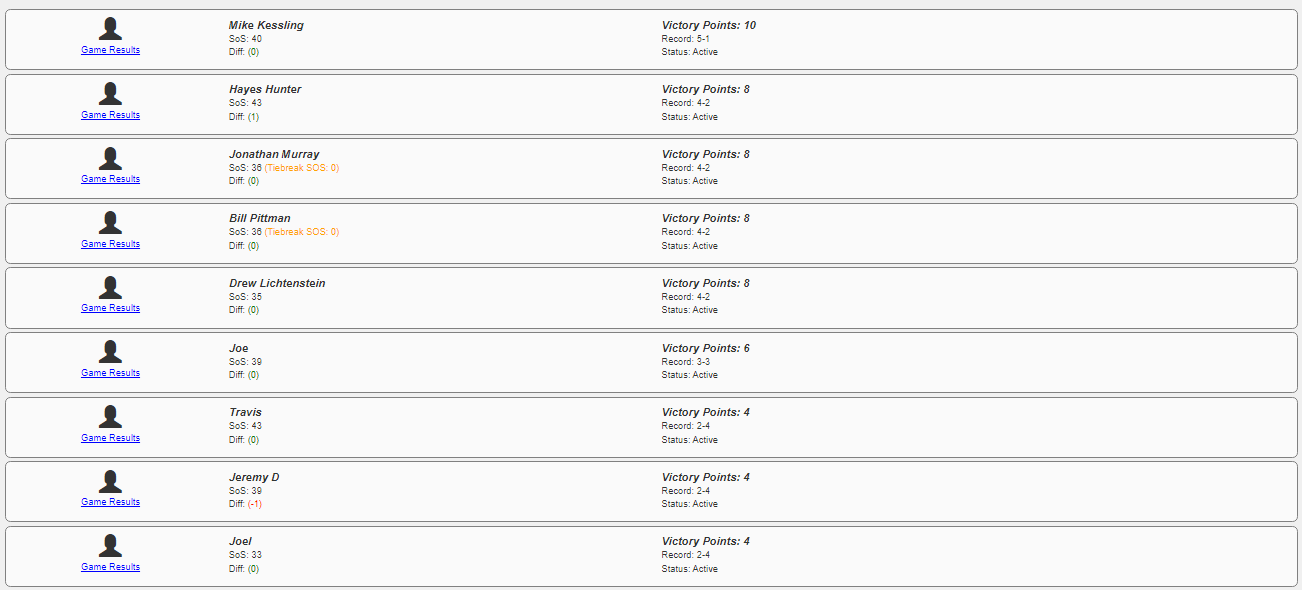 Mike Kessling
Victory Points: 10
SoS: 40
Record: 5-1
Game Results
Diff: (0)
Status: Active
Hayes Hunter
Victory Points: 8
SoS: 43
Record: 4-2
Game Results
Diff: (1)
Status: Active
Jonathan Murray
Victory Points: 8
SoS: 36 (Tiebreak SOS: 0)
Record: 4-2
Game Results
Diff: (0)
Status: Active
Bill Pittman
Victory Points: 8
SoS: 36 (Tiebreak SOS: 0)
Record: 4-2
Game Results
Diff: (0)
Status: Active
Drew Lichtenstein
Victory Points: 8
SoS: 35
Record: 4-2
Game Results
Diff: (0)
Status: Active
Joe
Victory Points: 6
SoS: 39
Record: 3-3
Game Results
Diff: (0)
Status: Active
Travis
Victory Points: 4
SoS: 43
Record: 2-4
Game Results
Diff: (0)
Status: Active
Jeremy D
Victory Points: 4
SoS: 39
Record: 2-4
Game Results
Diff: (-1)
Status: Active
Joel
Victory Points: 4
SoS: 33
Record: 2-4
Game Results
Diff: (0)
Status: Active